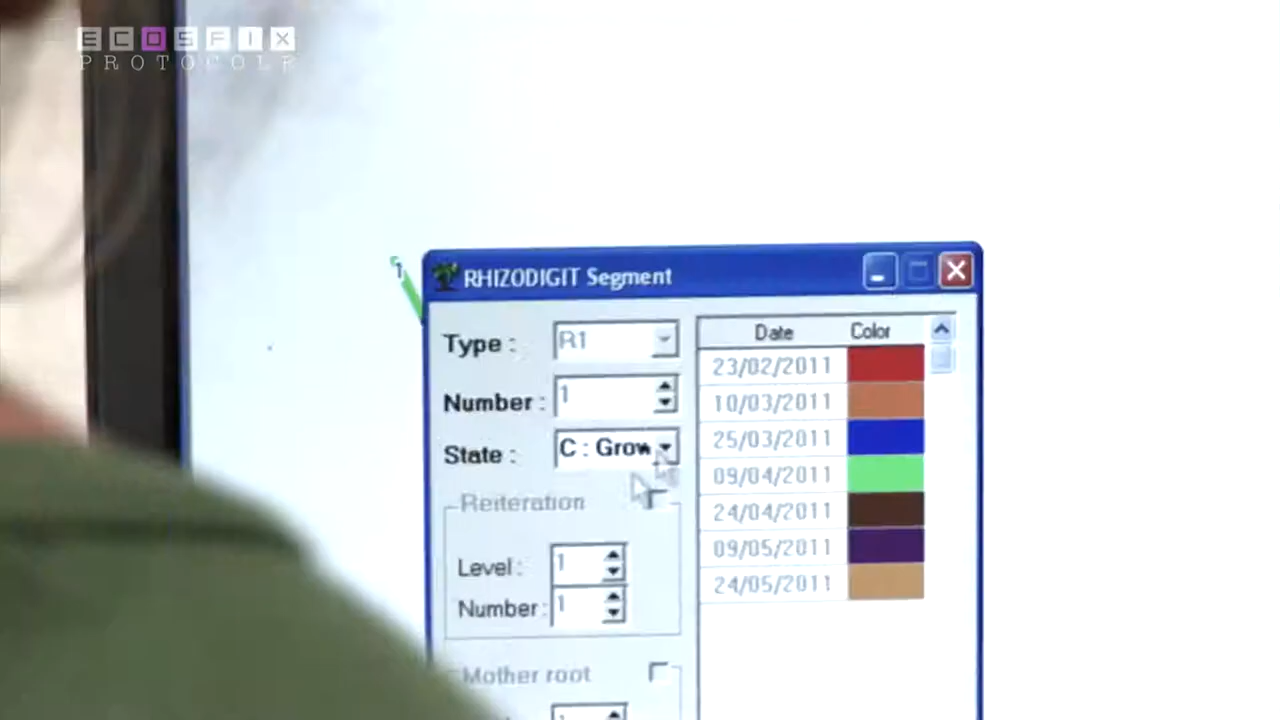 ECOSFIX
PROTOCOLE
1
RHIZODIGIT Segment
Type : R1
Number : 1
State : C : Grow
Reiteration
Level : 1
Number : 1
Mother root
Date Color
23/02/2011
10/03/2011
25/03/2011
09/04/2011
24/04/2011
09/05/2011
24/05/2011